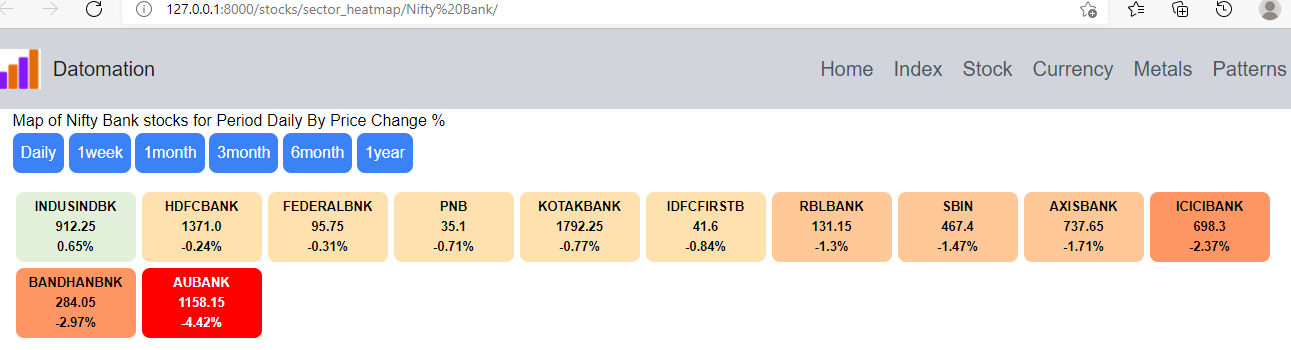 127.0.0.1:8000/stocks/sector_heatmap/Nifty%20Bank/
Datomation Home Index Stock Currency Metals Patterns
Map of Nifty Bank stocks for Period Daily By Price Change %
Daily 1week 1month 3month 6month 1year
INDUSINDBK HDFCBANK FEDERALBNK PNB KOTAKBANK IDFCFIRSTB RBLBANK SBIN AXISBANK ICICIBANK
912.25 1371.0 95.75 35.1 1792.25 41.6 131.15 467.4 737.65 698.3
0.65% -0.24% -0.31% -0.71% -0.77% -0.84% -1.3% -1.47% -1.71% -2.37%
BANDHANBNK AUBANK
284.05 1158.15
-2.97% -4.42%